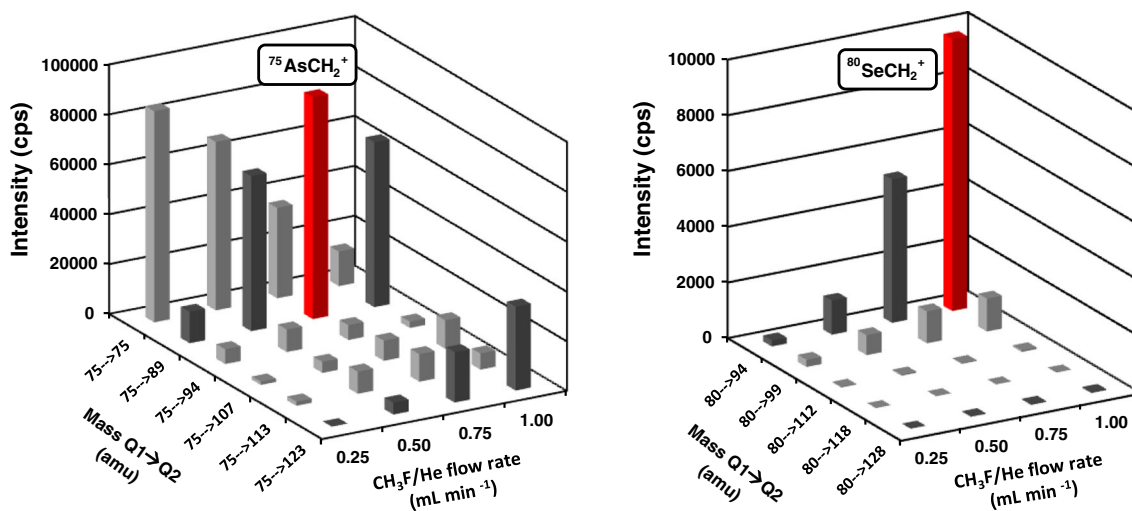 100000
80000
60000
40000
20000
0
Intensity (cps)
⁷⁵AsCH₂⁺
75-->75
75-->89
75-->94
75-->107
75-->113
75-->123
Mass Q1→Q2
(amu)
0.25
0.50
0.75
1.00
CH₃F/He flow rate
(mL min ⁻¹)
10000
8000
6000
4000
2000
0
Intensity (cps)
⁸⁰SeCH₂⁺
80-->94
80-->99
80-->112
80-->118
80-->128
Mass Q1→Q2
(amu)
0.25
0.50
0.75
1.00
CH₃F/He flow rate
(mL min ⁻¹)